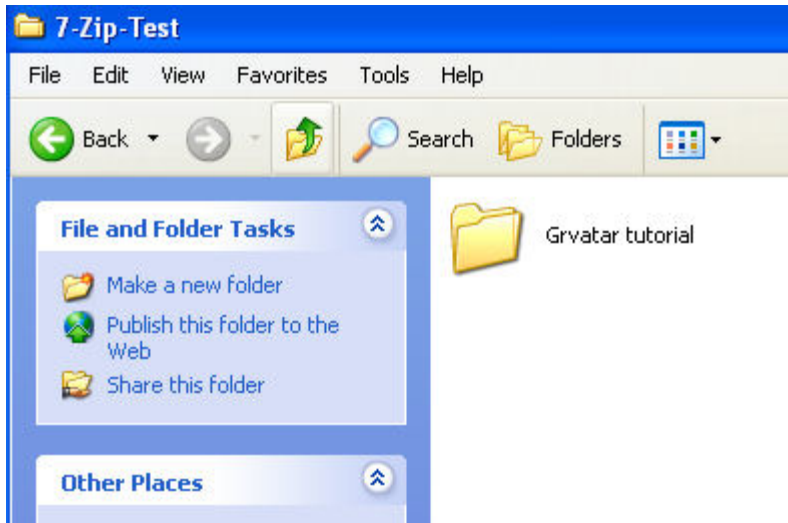 7-Zip-Test
File Edit View Favorites Tools Help
Back Search Folders
File and Folder Tasks
Make a new folder
Publish this folder to the
Web
Share this folder
Other Places
Grvatar tutorial